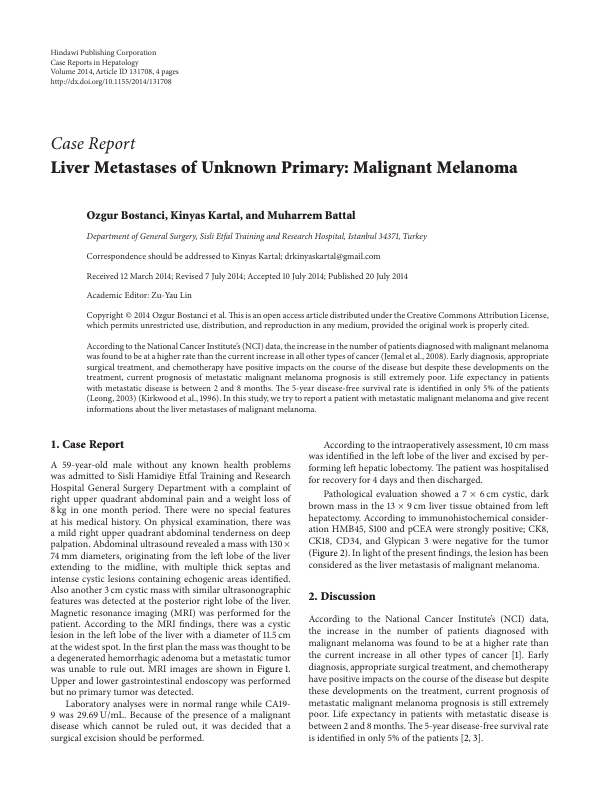 Hindawi Publishing Corporation
Case Reports in Hepatology
Volume 2014, Article ID 131708, 4 pages
http://dx.doi.org/10.1155/2014/131708
Case Report
Liver Metastases of Unknown Primary: Malignant Melanoma
Ozgur Bostanci, Kinyas Kartal, and Muharrem Battal
Department of General Surgery, Sisli Etfal Training and Research Hospital, Istanbul 34371, Turkey
Correspondence should be addressed to Kinyas Kartal; drkinyaskartal@gmail.com
Received 12 March 2014; Revised 7 July 2014; Accepted 10 July 2014; Published 20 July 2014
Academic Editor: Zu-Yau Lin
Copyright © 2014 Ozgur Bostanci et al. This is an open access article distributed under the Creative Commons Attribution License,
which permits unrestricted use, distribution, and reproduction in any medium, provided the original work is properly cited.
According to the National Cancer Institute's (NCI) data, the increase in the number of patients diagnosed with malignant melanoma
was found to be at a higher rate than the current increase in all other types of cancer (Jemal et al., 2008). Early diagnosis, appropriate
surgical treatment, and chemotherapy have positive impacts on the course of the disease but despite these developments on the
treatment, current prognosis of metastatic malignant melanoma prognosis is still extremely poor. Life expectancy in patients
with metastatic disease is between 2 and 8 months. The 5-year disease-free survival rate is identified in only 5% of the patients
(Leong, 2003) (Kirkwood et al., 1996). In this study, we try to report a patient with metastatic malignant melanoma and give recent
informations about the liver metastases of malignant melanoma.
1. Case Report
A 59-year-old male without any known health problems
was admitted to Sisli Hamidiye Etfal Training and Research
Hospital General Surgery Department with a complaint of
right upper quadrant abdominal pain and a weight loss of
8 kg in one month period. There were no special features
at his medical history. On physical examination, there was
a mild right upper quadrant abdominal tenderness on deep
palpation. Abdominal ultrasound revealed a mass with 130 ×
74 mm diameters, originating from the left lobe of the liver
extending to the midline, with multiple thick septas and
intense cystic lesions containing echogenic areas identified.
Also another 3 cm cystic mass with similar ultrasonographic
features was detected at the posterior right lobe of the liver.
Magnetic resonance imaging (MRI) was performed for the
patient. According to the MRI findings, there was a cystic
lesion in the left lobe of the liver with a diameter of 11.5 cm
at the widest spot. In the first plan the mass was thought to be
a degenerated hemorrhagic adenoma but a metastatic tumor
was unable to rule out. MRI images are shown in Figure 1.
Upper and lower gastrointestinal endoscopy was performed
but no primary tumor was detected.
Laboratory analyses were in normal range while CA19-
9 was 29.69 U/mL. Because of the presence of a malignant
disease which cannot be ruled out, it was decided that a
surgical excision should be performed.
According to the intraoperatively assessment, 10 cm mass
was identified in the left lobe of the liver and excised by per-
forming left hepatic lobectomy. The patient was hospitalised
for recovery for 4 days and then discharged.
Pathological evaluation showed a 7 × 6 cm cystic, dark
brown mass in the 13 × 9 cm liver tissue obtained from left
hepatectomy. According to immunohistochemical consider-
ation HMB45, S100 and pCEA were strongly positive; CK8,
CK18, CD34, and Glypican 3 were negative for the tumor
(Figure 2). In light of the present findings, the lesion has been
considered as the liver metastasis of malignant melanoma.
2. Discussion
According to the National Cancer Institute's (NCI) data,
the increase in the number of patients diagnosed with
malignant melanoma was found to be at a higher rate than
the current increase in all other types of cancer [1]. Early
diagnosis, appropriate surgical treatment, and chemotherapy
have positive impacts on the course of the disease but despite
these developments on the treatment, current prognosis of
metastatic malignant melanoma prognosis is still extremely
poor. Life expectancy in patients with metastatic disease is
between 2 and 8 months. The 5-year disease-free survival rate
is identified in only 5% of the patients [2, 3].